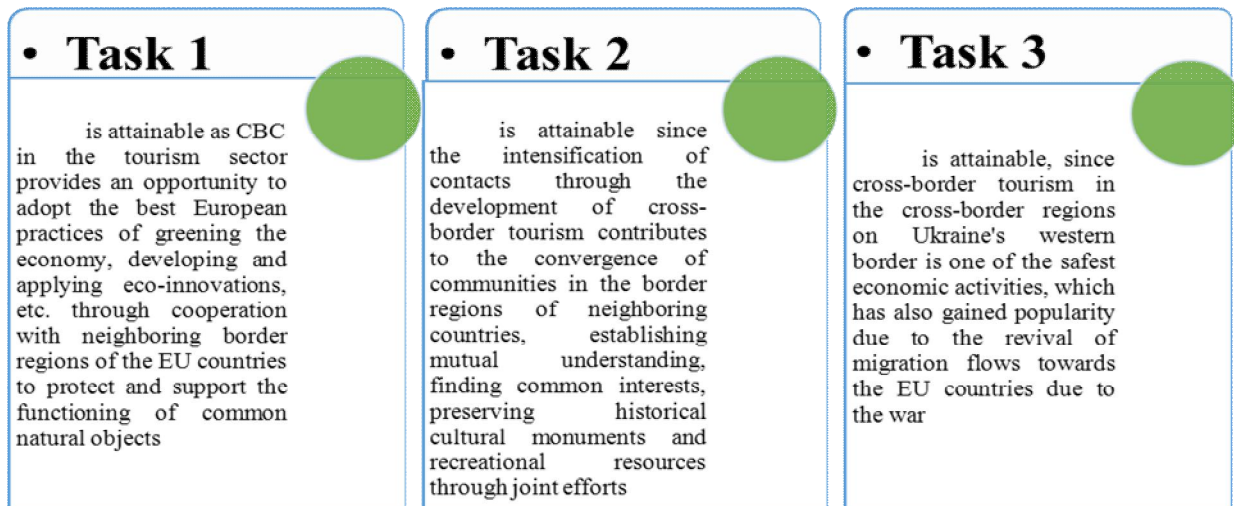 • Task 1
is attainable as CBC
in the tourism sector
provides an opportunity to
adopt the best European
practices of greening the
economy, developing and
applying eco-innovations,
etc. through cooperation
with neighboring border
regions of the EU countries
to protect and support the
functioning of common
natural objects
• Task 2
is attainable since
the intensification of
contacts through the
development of cross-
border tourism contributes
to the convergence of
communities in the border
regions of neighboring
countries, establishing
mutual understanding,
finding common interests,
preserving historical
cultural monuments and
recreational resources
through joint efforts
• Task 3
is attainable, since
cross-border tourism in
the cross-border regions
on Ukraine's western
border is one of the safest
economic activities, which
has also gained popularity
due to the revival of
migration flows towards
the EU countries due to
the war